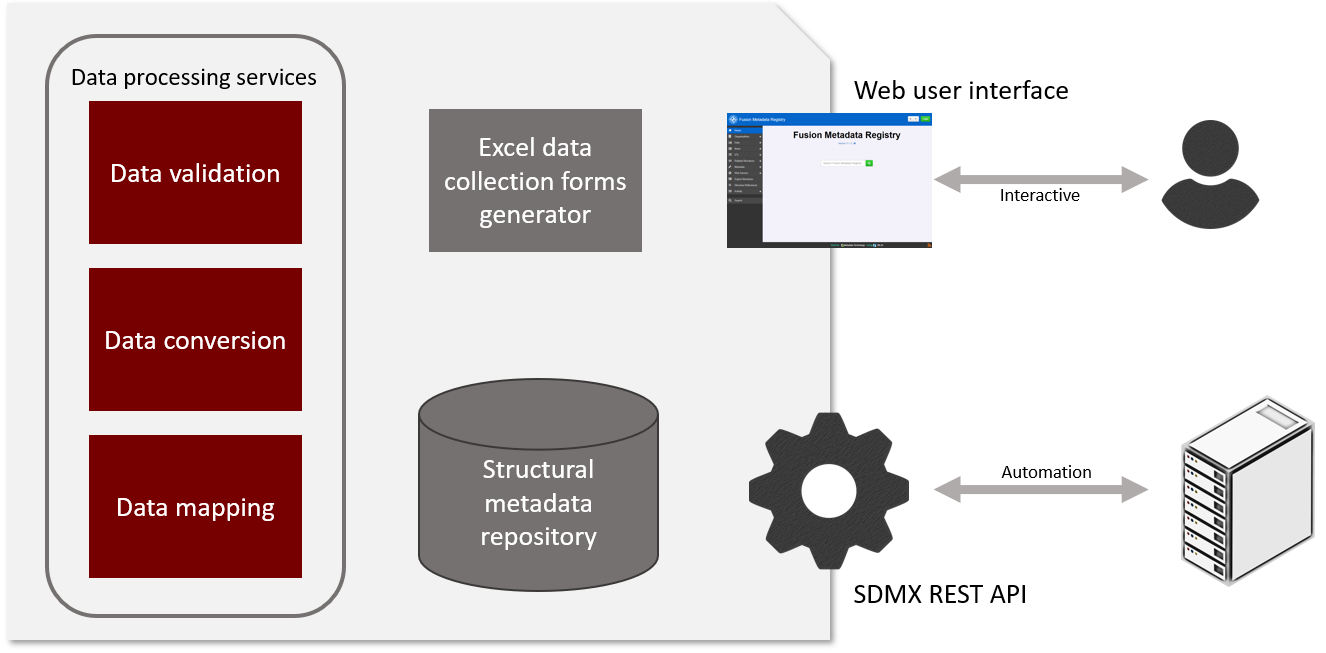 Data processing services
Data validation
Data conversion
Data mapping
Excel data
collection forms
generator
Structural
metadata
repository
Web user interface
Fusion Metadata Registry
Fusion Metadata Registry
Interactive
Automation
SDMX REST API